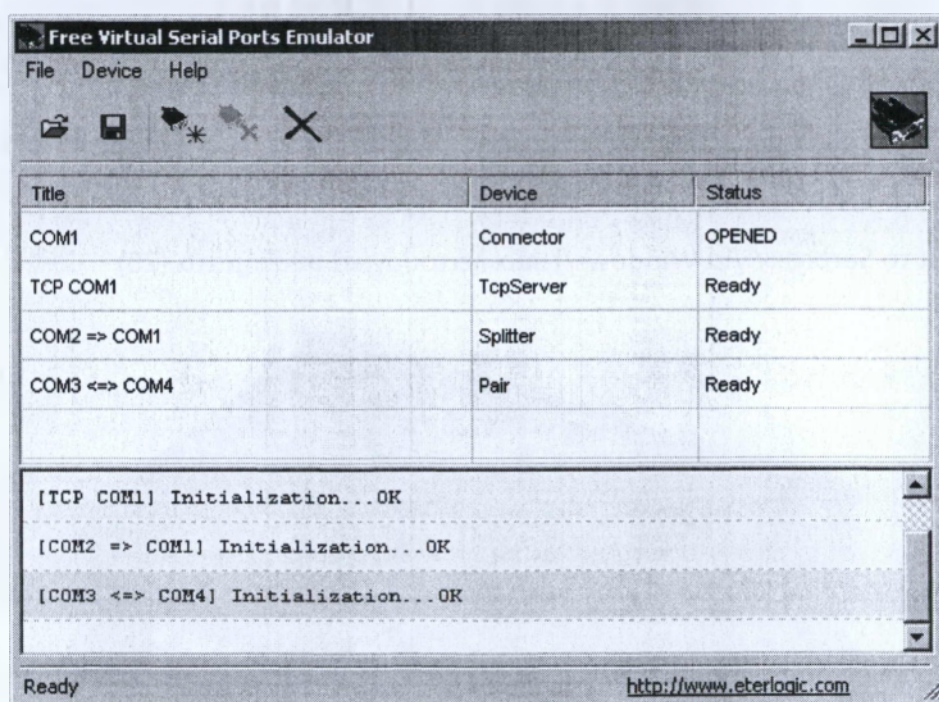 Free Virtual Serial Ports Emulator
File Device Help
Title Device Status
COM1 Connector OPENED
TCP COM1 TcpServer Ready
COM2 => COM1 Splitter Ready
COM3 <=> COM4 Pair Ready
[TCP COM1] Initialization...OK
[COM2 => COM1] Initialization...OK
[COM3 <=> COM4] Initialization...OK
Ready http://www.eterlogic.com